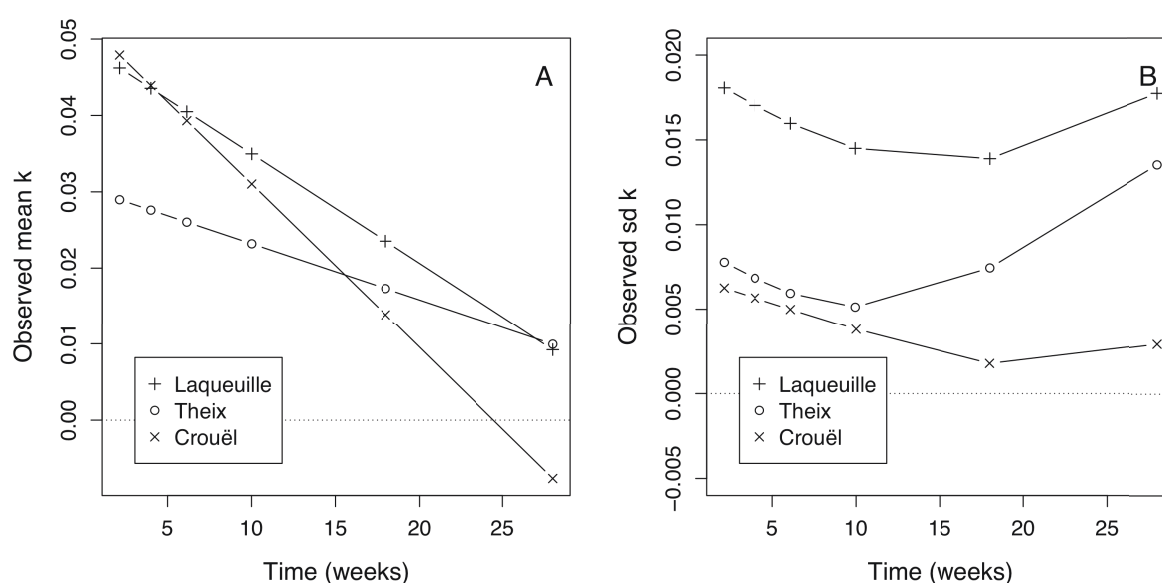 A
Observed mean k
0.05
0.04
0.03
0.02
0.01
0.00
Laqueuille
Theix
Crouël
5 10 15 20 25
Time (weeks)
B
Observed sd k
0.020
0.015
0.010
0.005
0.000
−0.005
Laqueuille
Theix
Crouël
5 10 15 20 25
Time (weeks)